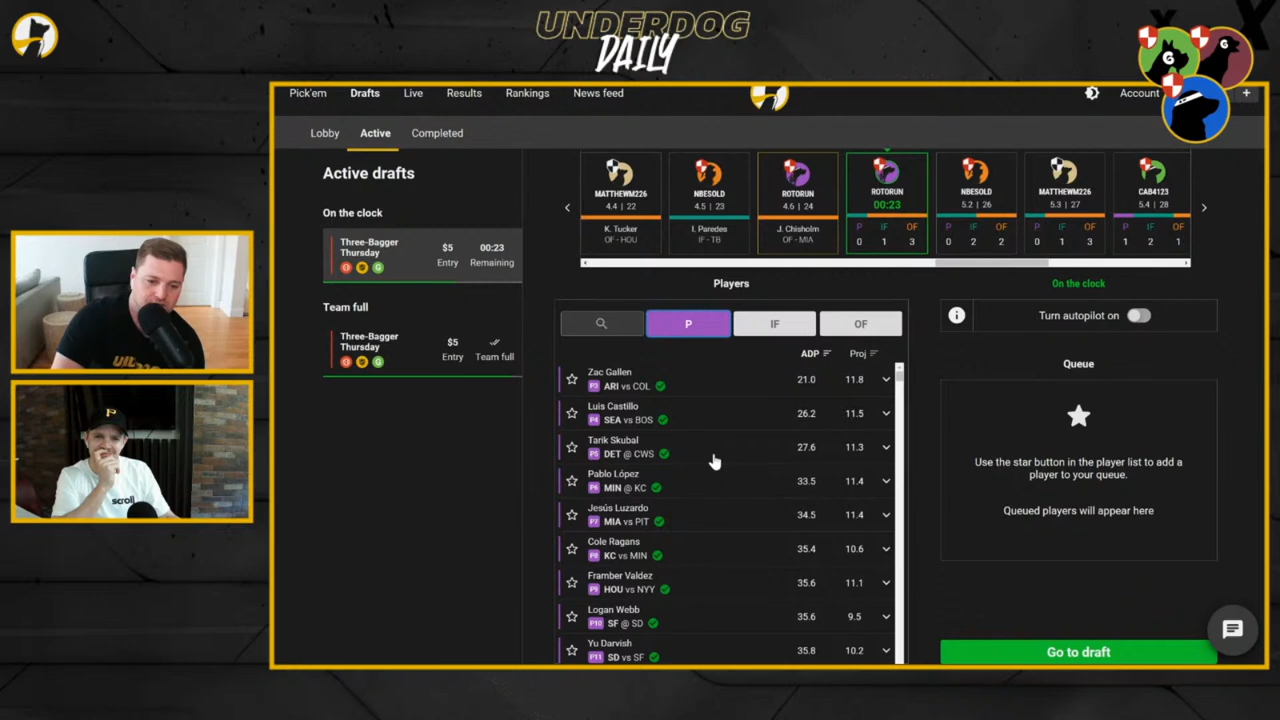 UNDERDOG
DAILY
G
G
Pick'em Drafts Live Results Rankings News feed Account +
Lobby Active Completed
Active drafts
On the clock
Three-Bagger
Thursday
G
$5
Entry
00:23
Remaining
Team full
Three-Bagger
Thursday
G
$5
Entry
Team full
MATTHEWM226
4.4 | 22
K. Tucker
OF - HOU
NBESOLD
4.5 | 23
I. Paredes
IF - TB
ROTORUN
4.6 | 24
J. Chisholm
OF - MIA
ROTORUN
00:23
P IF OF
0 1 3
NBESOLD
5.2 | 26
P IF OF
0 2 2
MATTHEWM226
5.3 | 27
P IF OF
0 1 3
CAB4123
5.4 | 28
P IF OF
1 2 1
Players
P IF OF
ADP Proj
Zac Gallen
P3 ARI vs COL 21.0 11.8
Luis Castillo
P4 SEA vs BOS 26.2 11.5
Tarik Skubal
P5 DET @ CWS 27.6 11.3
Pablo López
P6 MIN @ KC 33.5 11.4
Jesús Luzardo
P7 MIA vs PIT 34.5 11.4
Cole Ragans
P8 KC vs MIN 35.4 10.6
Framber Valdez
P9 HOU vs NYY 35.6 11.1
Logan Webb
P10 SF @ SD 35.6 9.5
Yu Darvish
P11 SD vs SF 35.8 10.2
On the clock
Turn autopilot on
Queue
Use the star button in the player list to add a
player to your queue.
Queued players will appear here
Go to draft
P
scroll